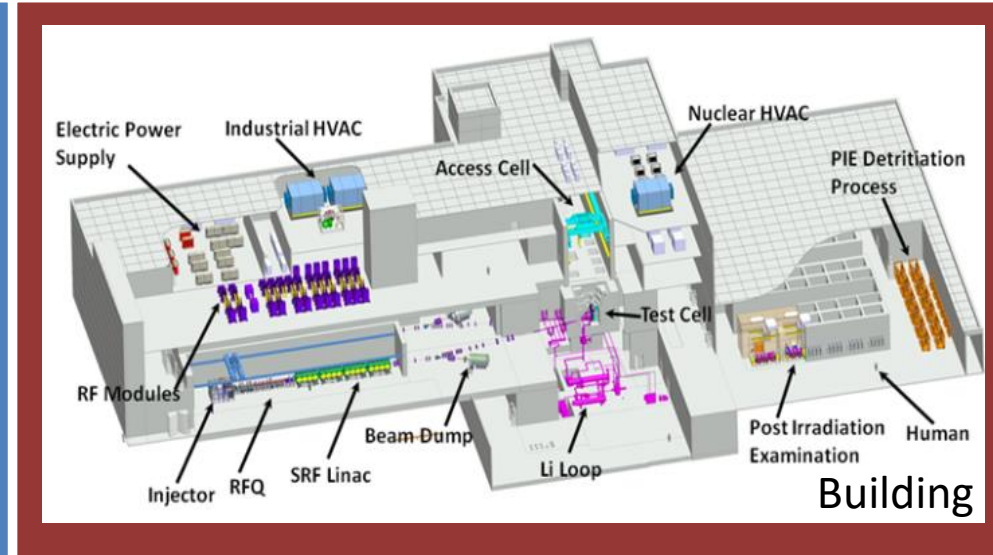 Electric Power
Supply
Industrial HVAC
Access Cell
Nuclear HVAC
PIE Detritiation
Process
Test Cell
RF Modules
Injector
RFQ
SRF Linac
Beam Dump
Li Loop
Post Irradiation
Examination
Human
Building